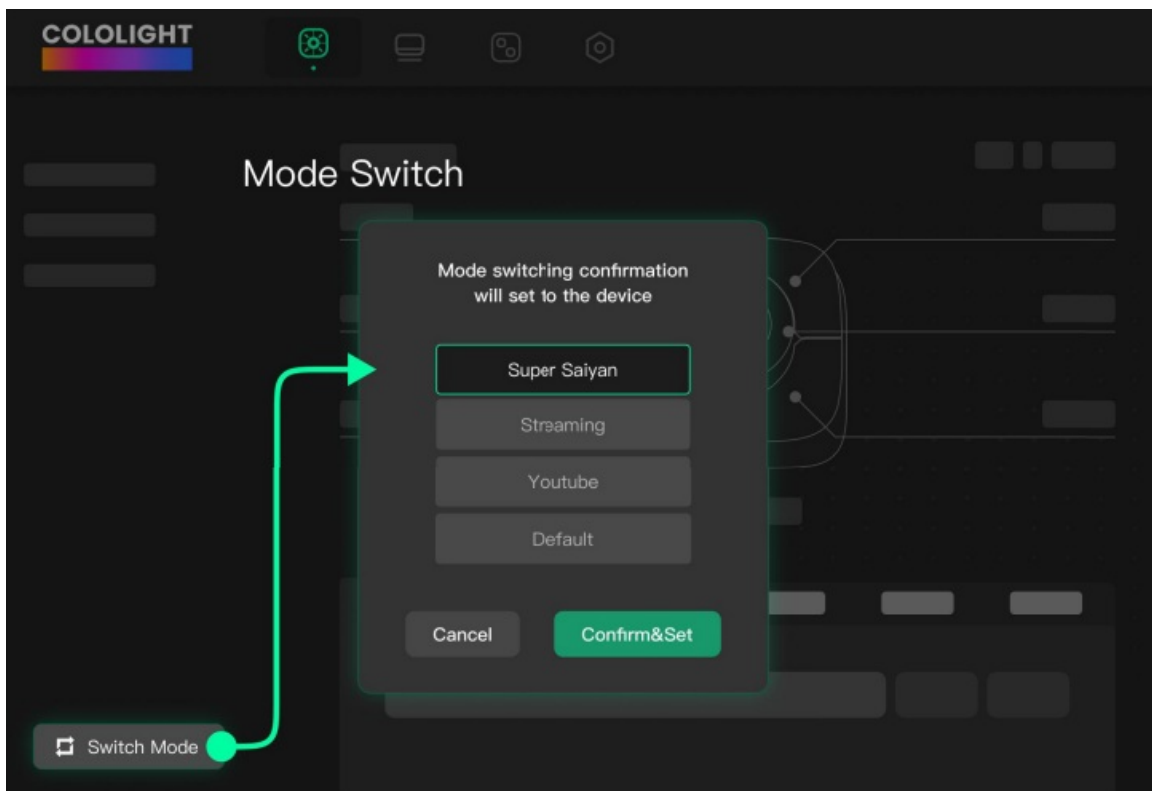 COLOLIGHT
Mode Switch
Mode switching confirmation
will set to the device
Super Saiyan
Streaming
Youtube
Default
Cancel
Confirm&Set
Switch Mode